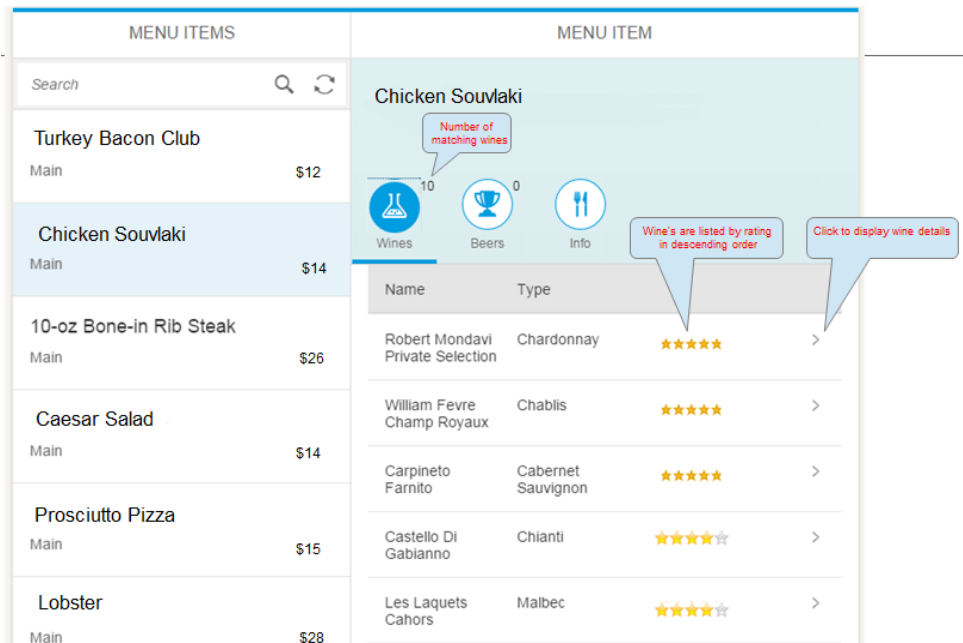 MENU ITEMS
MENU ITEM
Search
Turkey Bacon Club
Main
$12
Chicken Souvlaki
Main
$14
10-oz Bone-in Rib Steak
Main
$26
Caesar Salad
Main
$14
Prosciutto Pizza
Main
$15
Lobster
Main
$28
Chicken Souvlaki
Number of
matching wines
10
0
Wines
Beers
Info
Wine's are listed by rating
in descending order
Click to display wine details
Name
Type
Robert Mondavi
Private Selection
Chardonnay
William Fevre
Champ Royaux
Chablis
Carpineto
Farnito
Cabernet
Sauvignon
Castello Di
Gabianno
Chianti
Les Laquets
Cahors
Malbec